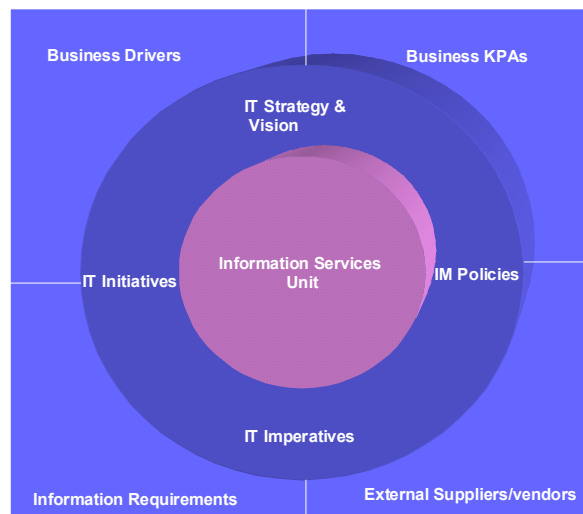 Business Drivers
Business KPAs
IT Strategy &
Vision
Information Services
Unit
IT Initiatives
IM Policies
IT Imperatives
Information Requirements
External Suppliers/vendors